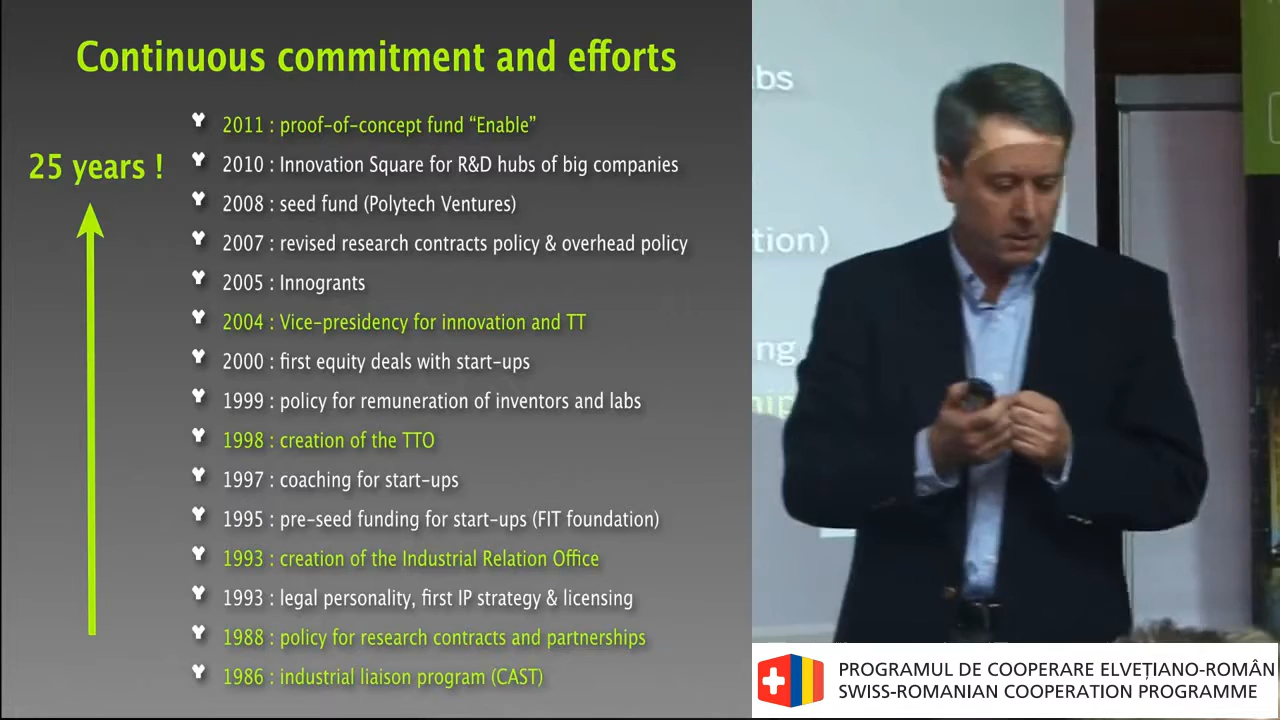 Continuous commitment and efforts
25 years !
2011 : proof-of-concept fund “Enable”
2010 : Innovation Square for R&D hubs of big companies
2008 : seed fund (Polytech Ventures)
2007 : revised research contracts policy & overhead policy
2005 : Innogrants
2004 : Vice-presidency for innovation and TT
2000 : first equity deals with start-ups
1999 : policy for remuneration of inventors and labs
1998 : creation of the TTO
1997 : coaching for start-ups
1995 : pre-seed funding for start-ups (FIT foundation)
1993 : creation of the Industrial Relation Office
1993 : legal personality, first IP strategy & licensing
1988 : policy for research contracts and partnerships
1986 : industrial liaison program (CAST)
bs
tion)
ng
PROGRAMUL DE COOPERARE ELVEȚIANO-ROMÂN
SWISS-ROMANIAN COOPERATION PROGRAMME